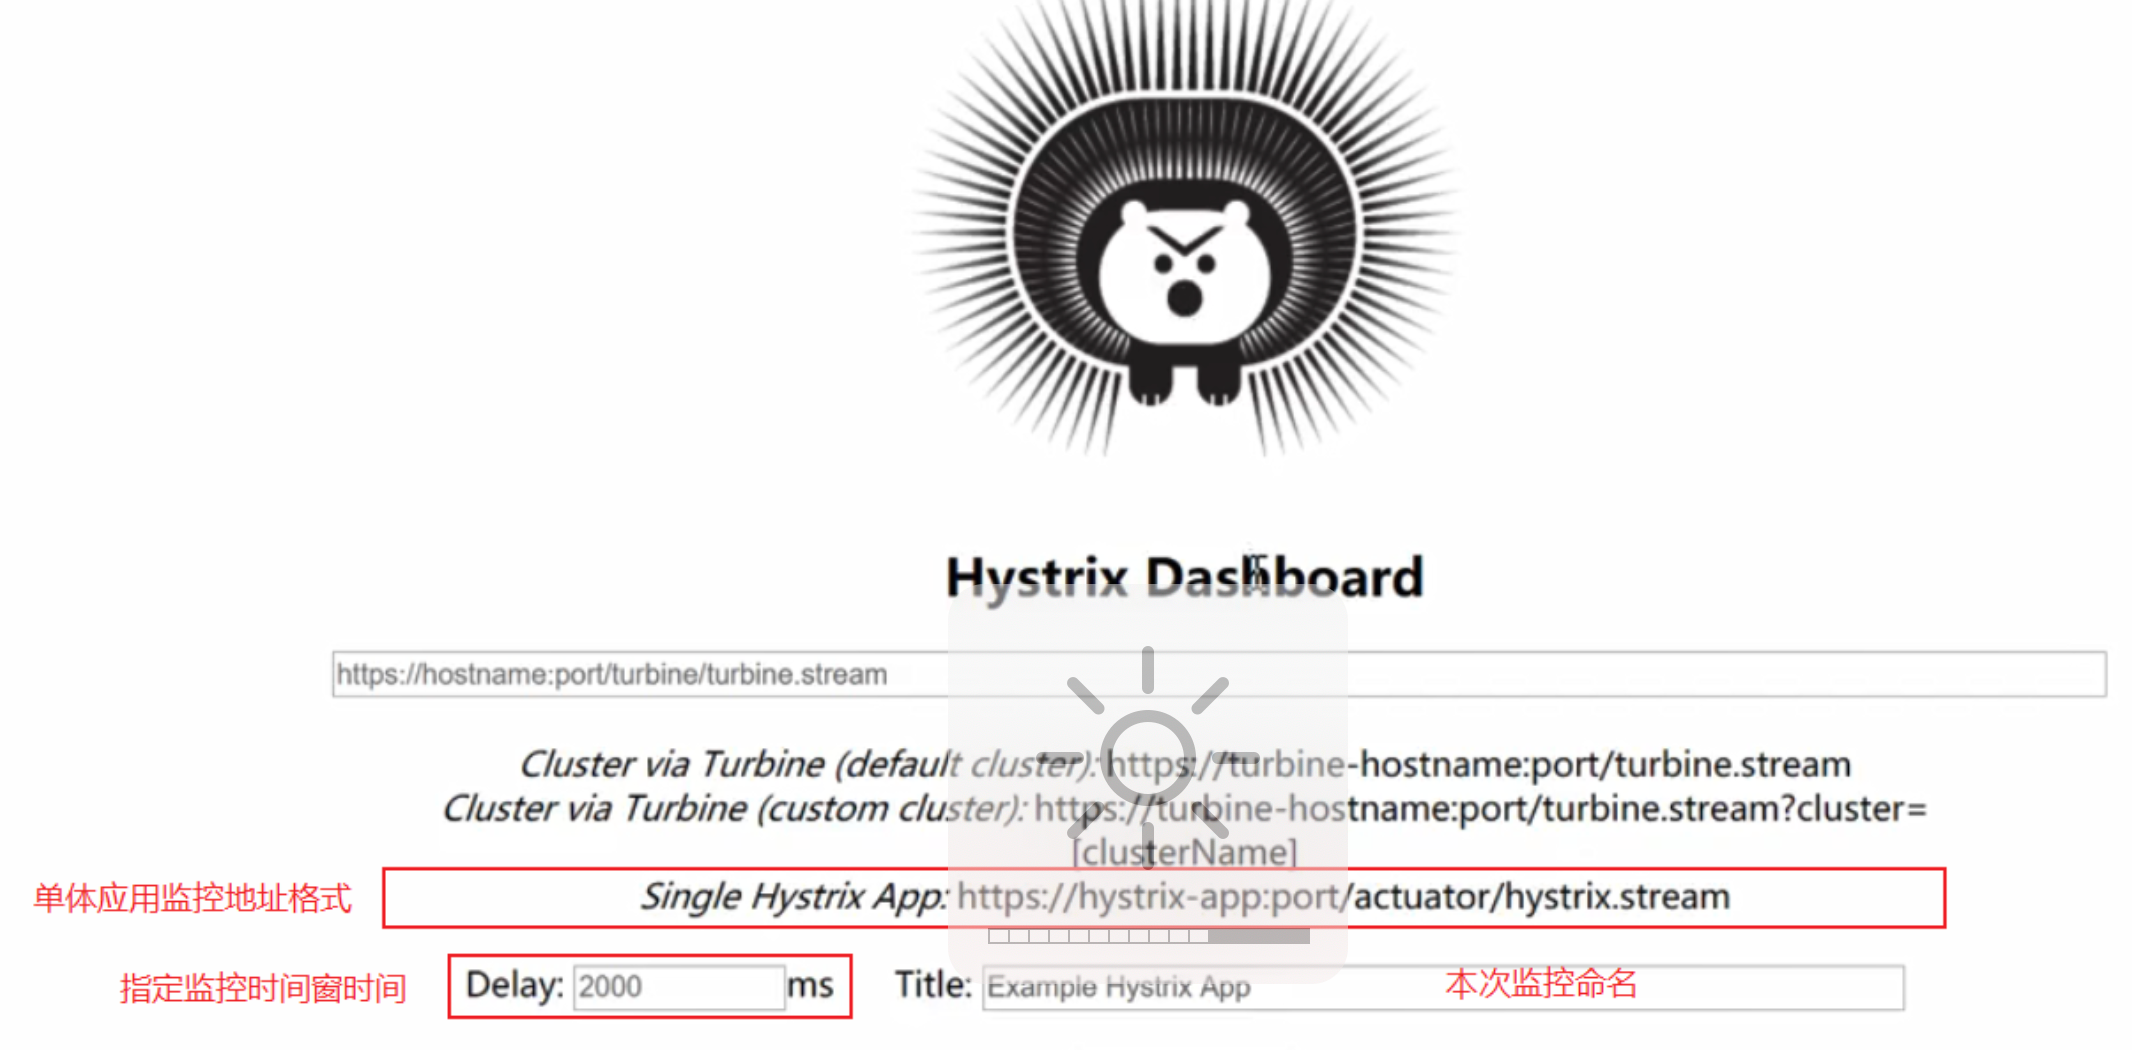 Hystrix Dashboard
https://hostname:port/turbine/turbine.stream
Cluster via Turbine (default cluster): https://turbine-hostname:port/turbine.stream
Cluster via Turbine (custom cluster): https://turbine-hostname:port/turbine.stream?cluster=
[clusterName]
单体应用监控地址格式 Single Hystrix App: https://hystrix-app:port/actuator/hystrix.stream
指定监控时间窗时间 Delay: 2000 ms Title: Example Hystrix App 本次监控命名